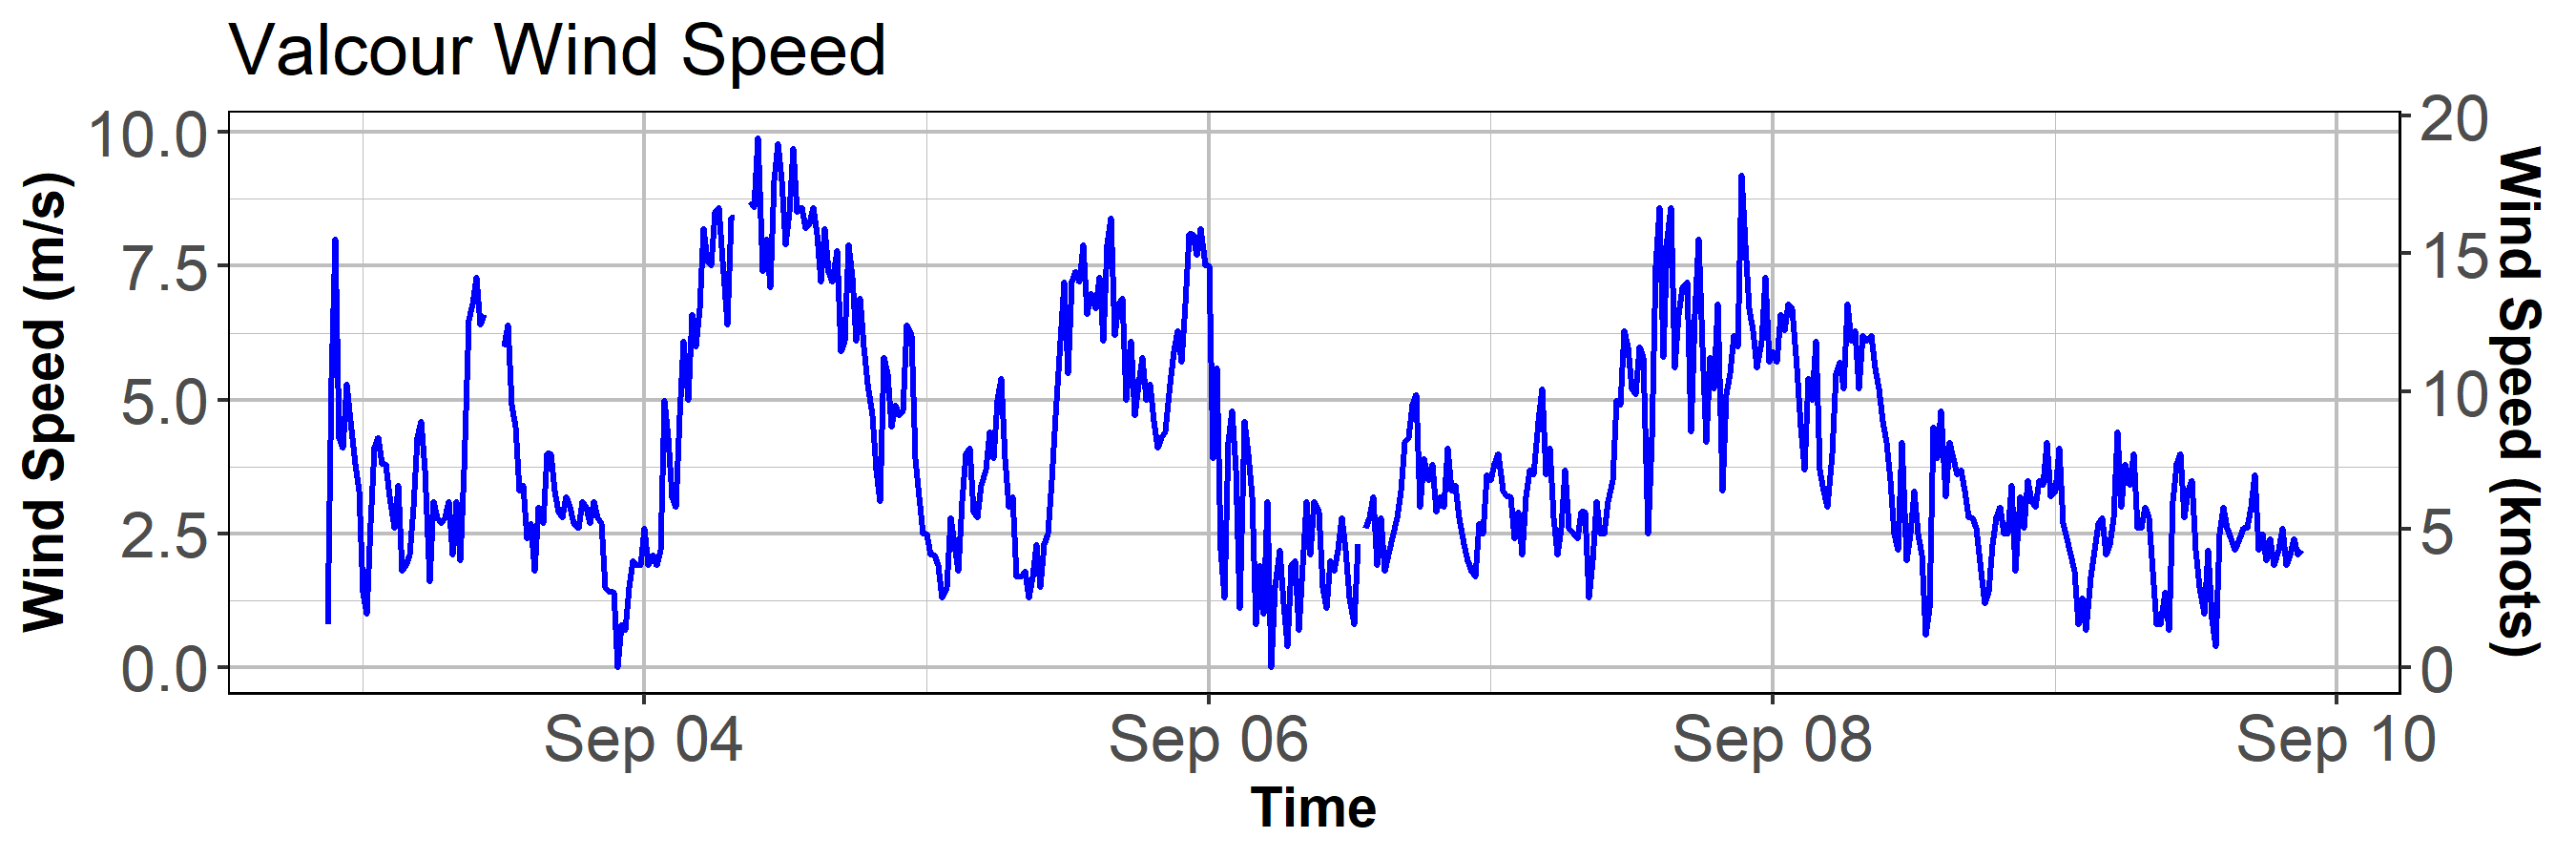 Valcour Wind Speed
Wind Speed (m/s)
10.0
7.5
5.0
2.5
0.0
20
15
10
5
0
Wind Speed (knots)
Sep 04 Sep 06 Sep 08 Sep 10
Time